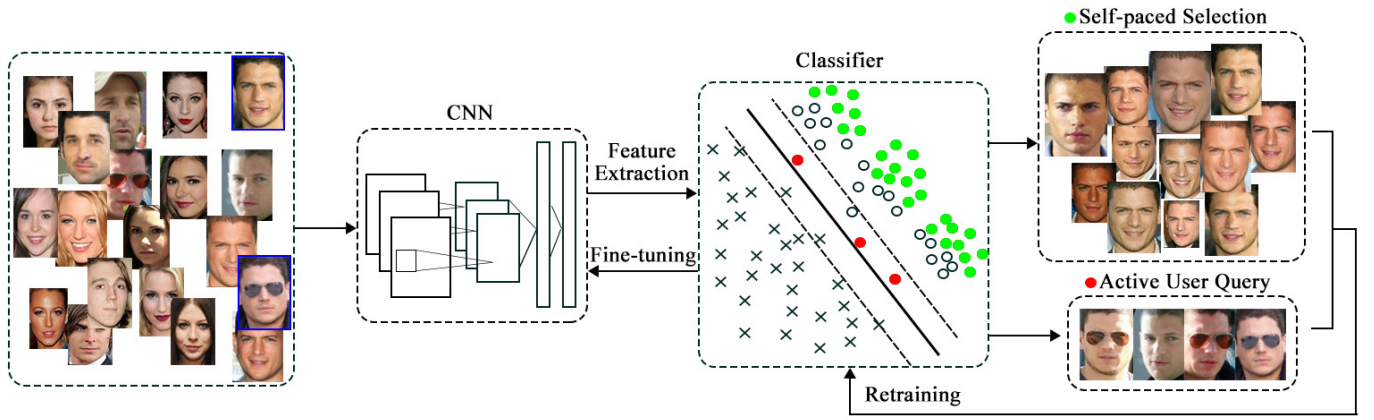 Self-paced Selection
Classifier
CNN
Feature
Extraction
Fine-tuning
Active User Query
Retraining